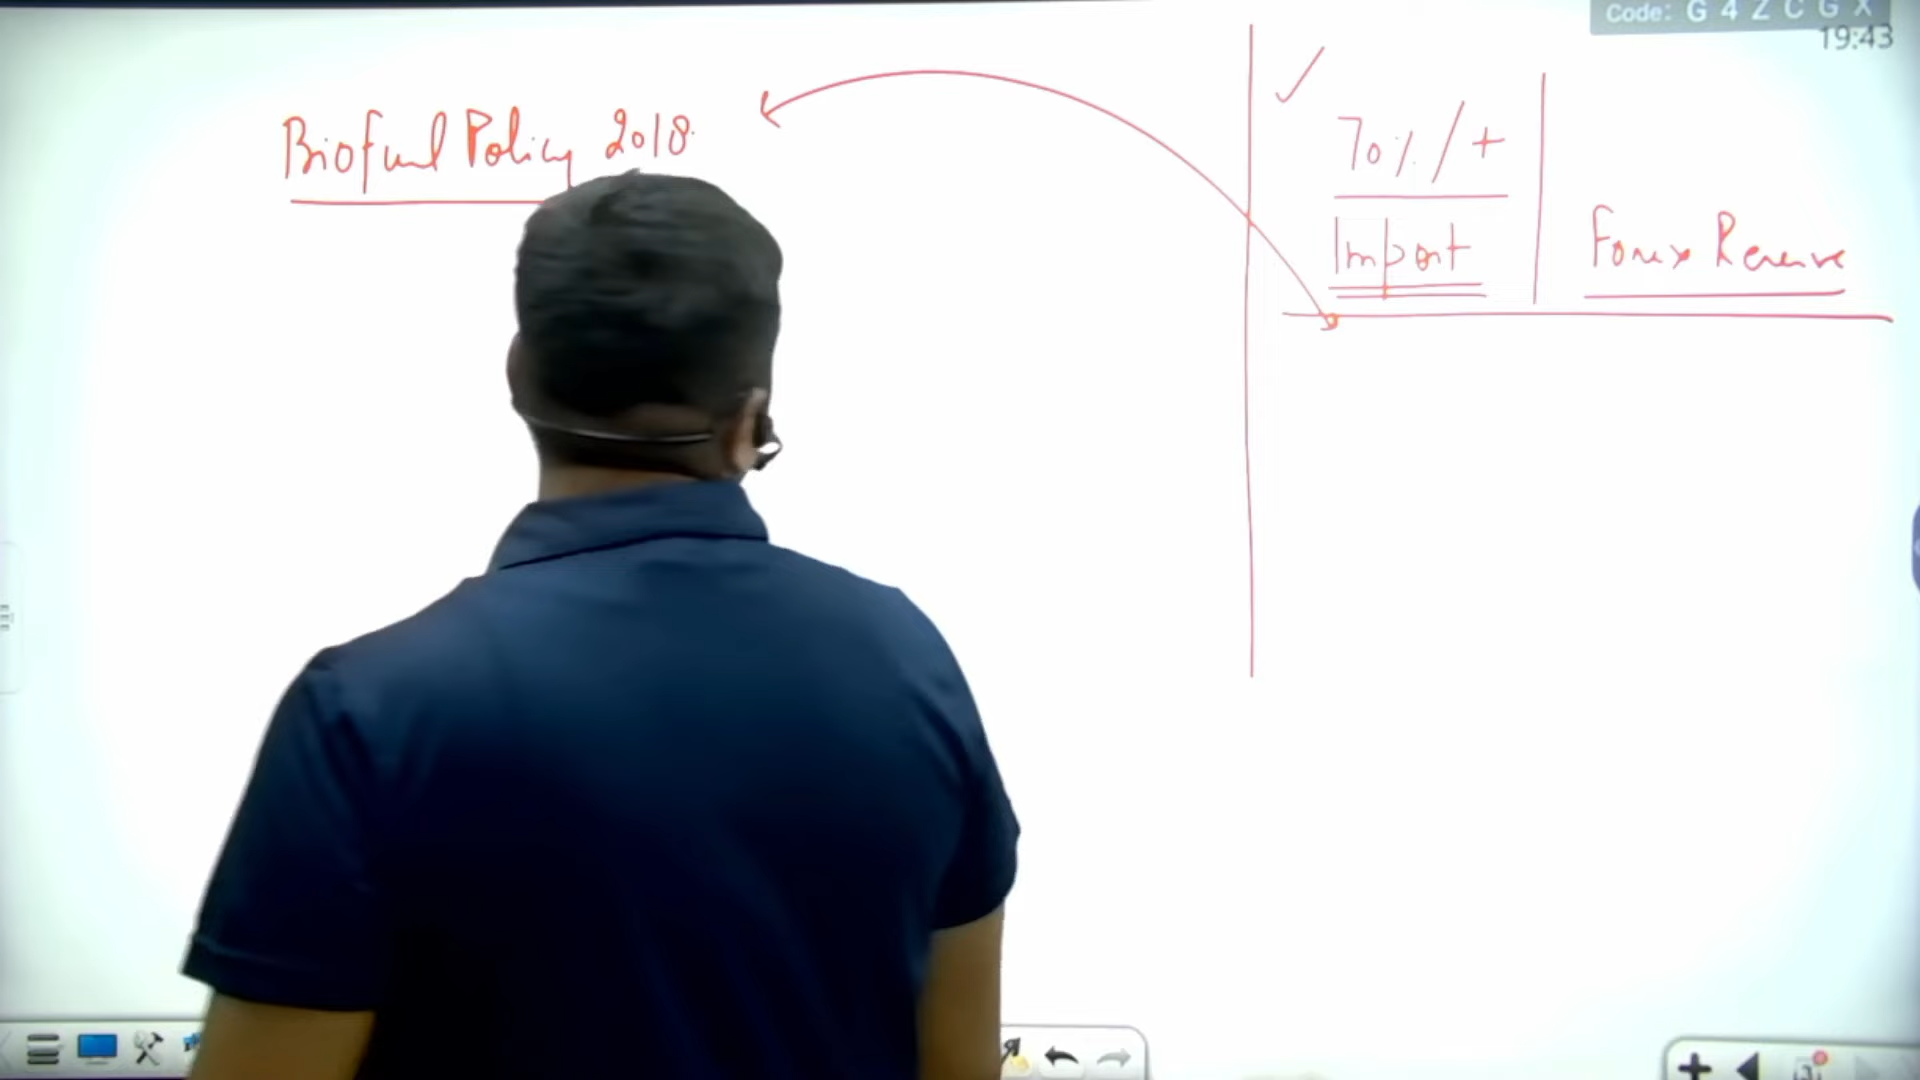 Code: G 4 Z C G X
19:43
Biofuel Policy 2018
70% / +
Import
Forex Reserve